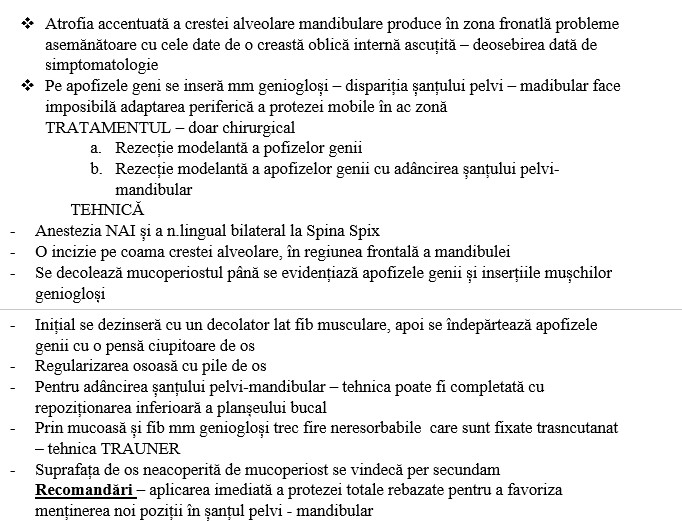 ❖ Atrofia accentuată a crestei alveolare mandibulare produce în zona fronatlă probleme
asemănătoare cu cele date de o creastă oblică internă ascuțită – deosebirea dată de
simptomatologie
❖ Pe apofizele geni se inseră mm geniogloși – dispariția șanțului pelvi – madibular face
imposibilă adaptarea periferică a protezei mobile în ac zonă
TRATAMENTUL – doar chirurgical
a. Rezecție modelantă a pofizelor genii
b. Rezecție modelantă a apofizelor genii cu adâncirea șanțului pelvi-
mandibular
TEHNICĂ
- Anestezia NAI și a n.lingual bilateral la Spina Spix
- O incizie pe coama crestei alveolare, în regiunea frontală a mandibulei
- Se decolează mucoperiostul până se evidențiază apofizele genii și inserțiile mușchilor
geniogloși
- Inițial se dezinseră cu un decolator lat fib musculare, apoi se îndepărtează apofizele
genii cu o pensă ciupitoare de os
- Regularizarea osoasă cu pile de os
- Pentru adâncirea șanțului pelvi-mandibular – tehnica poate fi completată cu
repoziționarea inferioară a planșeului bucal
- Prin mucoasă și fib mm geniogloși trec fire neresorbabile care sunt fixate trasncutanat
– tehnica TRAUNER
- Suprafața de os neacoperită de mucoperiost se vindecă per secundam
Recomandări – aplicarea imediată a protezei totale rebazate pentru a favoriza
menținerea noi poziții în șanțul pelvi - mandibular